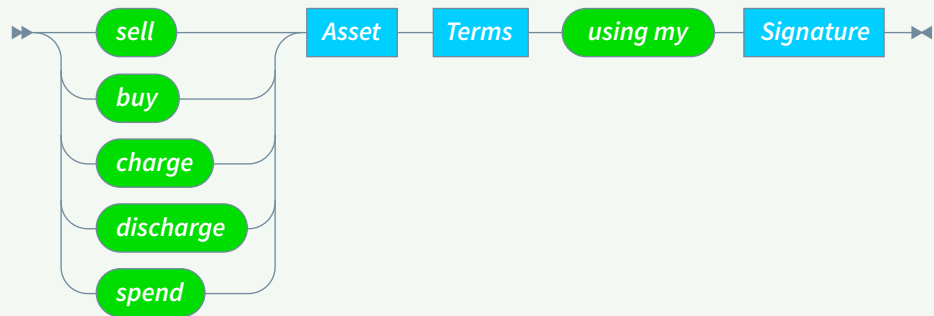 sell Asset Terms using my Signature
buy
charge
discharge
spend